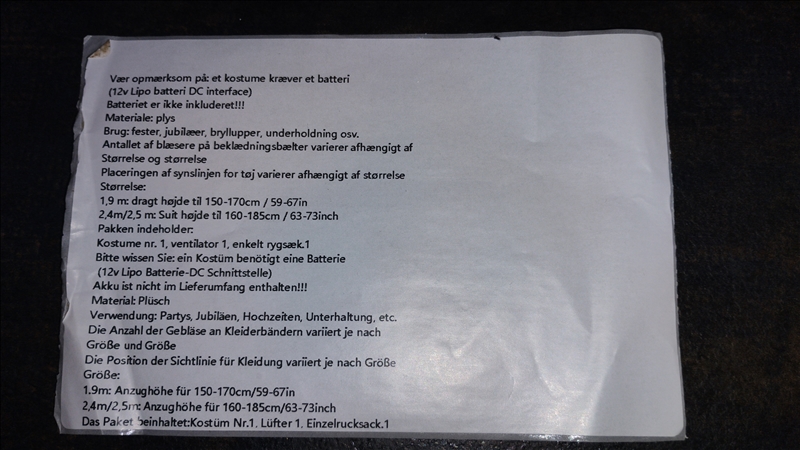 Vær opmærksom på: et kostume kræver et batteri
(12v Lipo batteri DC interface)
Batteriet er ikke inkluderet!!!
Materiale: plys
Brug: fester, jubilæer, bryllupper, underholdning osv.
Antallet af blæsere på beklædningsbælter varierer afhængigt af
Størrelse og størrelse
Placeringen af synslinjen for tøj varierer afhængigt af størrelse
Størrelse:
1,9 m: dragt højde til 150-170cm / 59-67in
2,4m/2,5 m: Suit højde til 160-185cm / 63-73inch
Pakken indeholder:
Kostume nr. 1, ventilator 1, enkelt rygsæk.1
Bitte wissen Sie: ein Kostüm benötigt eine Batterie
(12v Lipo Batterie-DC Schnittstelle)
Akku ist nicht im Lieferumfang enthalten!!!
Material: Plüsch
Verwendung: Partys, Jubiläen, Hochzeiten, Unterhaltung, etc.
Die Anzahl der Gebläse an Kleiderbändern variiert je nach
Größe und Größe
Die Position der Sichtlinie für Kleidung variiert je nach Größe
Größe:
1.9m: Anzughöhe für 150-170cm/59-67in
2,4m/2,5m: Anzughöhe für 160-185cm/63-73inch
Das Paket beinhaltet:Kostüm Nr.1, Lüfter 1, Einzelrucksack.1